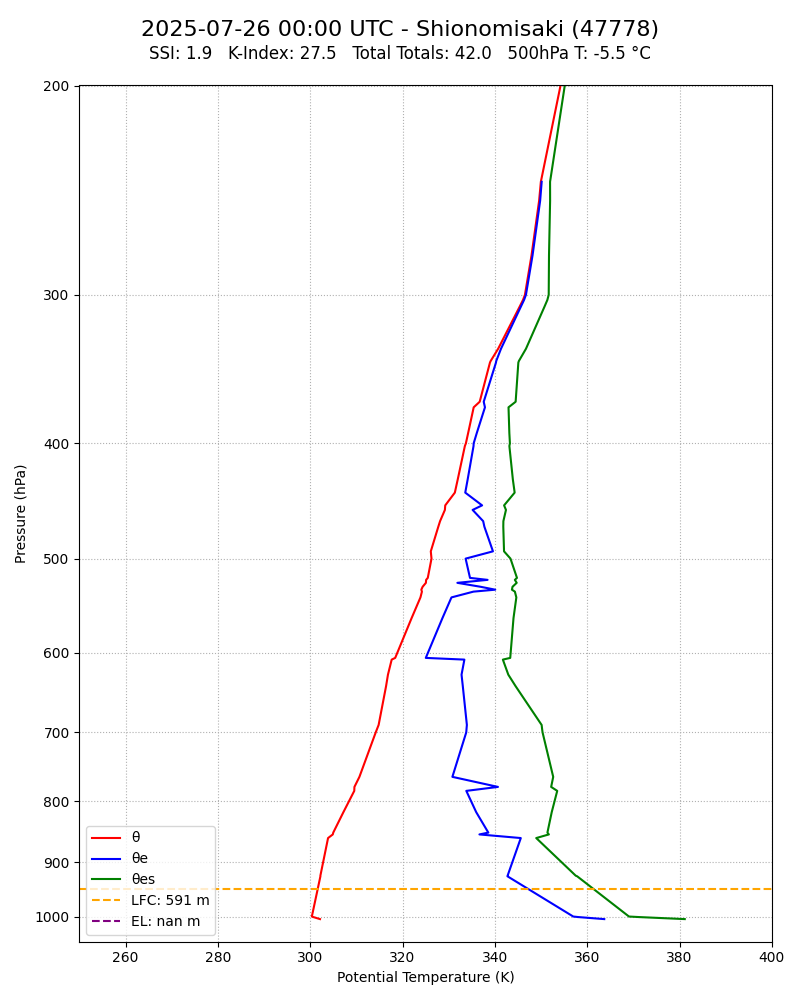 2025-07-26 00:00 UTC - Shionomisaki (47778)
SSI: 1.9   K-Index: 27.5   Total Totals: 42.0   500hPa T: -5.5 °C
200
300
400
500
600
700
800
900
1000
Pressure (hPa)
θ
θe
θes
LFC: 591 m
EL: nan m
260
280
300
320
340
360
380
400
Potential Temperature (K)